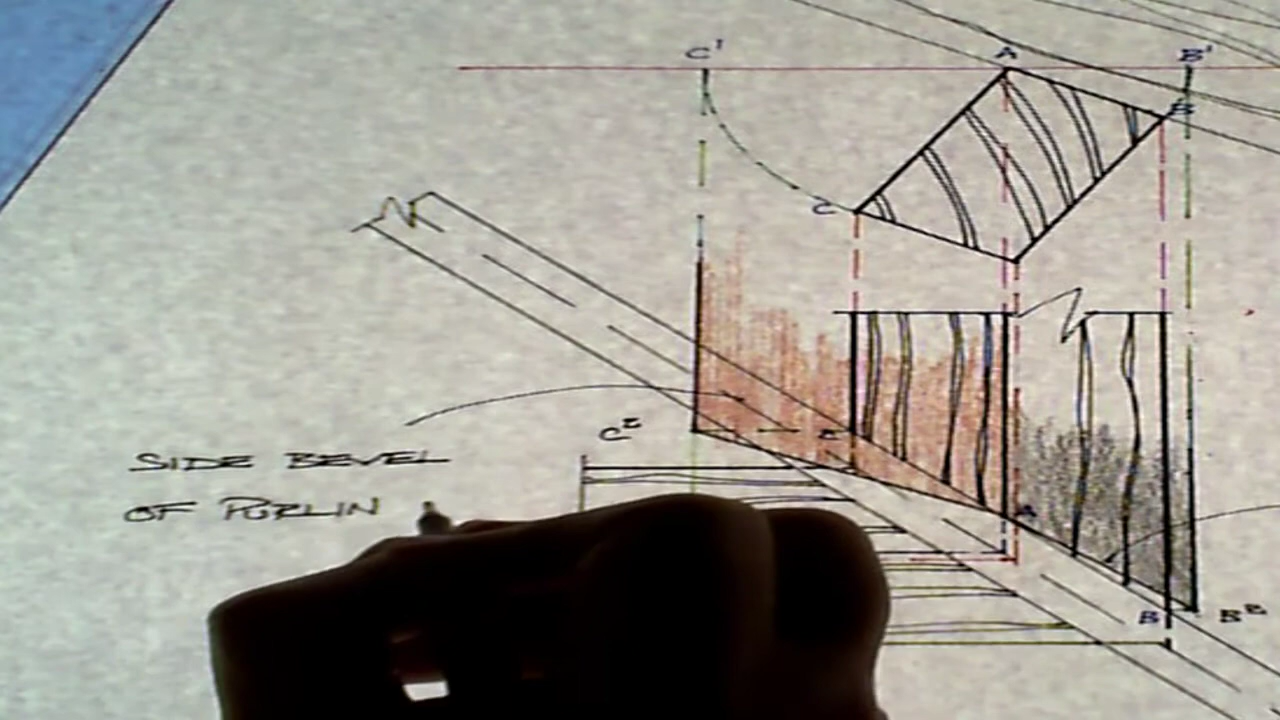 C' A B'
B
C
SIDE BEVEL
OF PURLIN
C²
C
A
B B²